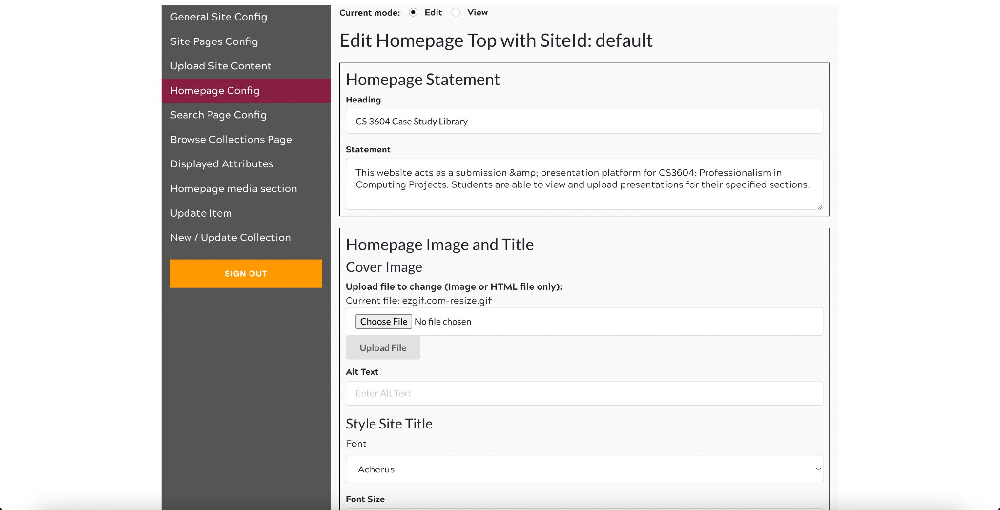 General Site Config
Site Pages Config
Upload Site Content
Homepage Config
Search Page Config
Browse Collections Page
Displayed Attributes
Homepage media section
Update Item
New / Update Collection
SIGN OUT
Current mode: Edit View
Edit Homepage Top with SiteId: default
Homepage Statement
Heading
CS 3604 Case Study Library
Statement
This website acts as a submission &amp; presentation platform for CS3604: Professionalism in
Computing Projects. Students are able to view and upload presentations for their specified sections.
Homepage Image and Title
Cover Image
Upload file to change (Image or HTML file only):
Current file: ezgif.com-resize.gif
Choose File No file chosen
Upload File
Alt Text
Enter Alt Text
Style Site Title
Font
Acherus
Font Size